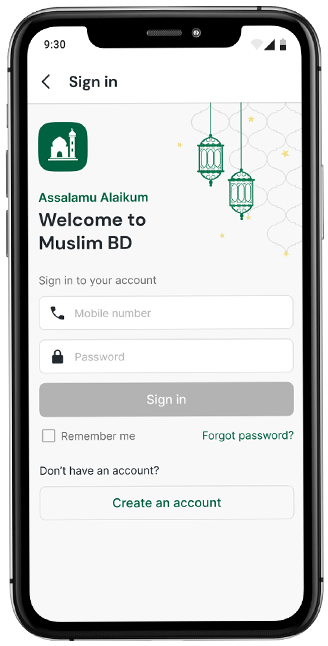 9:30
Sign in
Assalamu Alaikum
Welcome to
Muslim BD
Sign in to your account
Mobile number
Password
Sign in
Remember me Forgot password?
Don't have an account?
Create an account